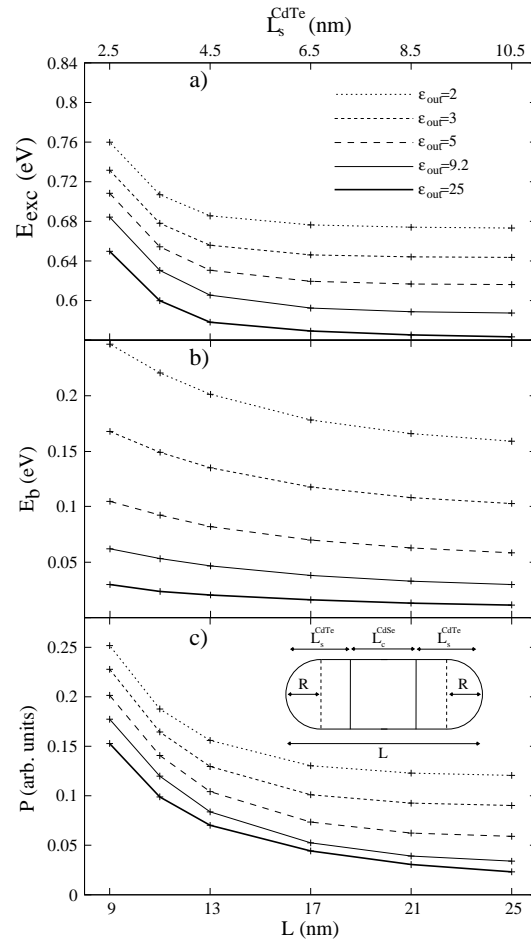 L_s^CdTe (nm)
2.5 4.5 6.5 8.5 10.5
a)
0.84
0.8
0.76
0.72
0.68
0.64
0.6
E_exc (eV)
ε_out=2
ε_out=3
ε_out=5
ε_out=9.2
ε_out=25
b)
0.2
0.15
0.1
0.05
E_b (eV)
c)
0.25
0.2
0.15
0.1
0.05
0
P (arb. units)
L_s^CdTe L_c^CdSe L_s^CdTe
R R
L
9 13 17 21 25
L (nm)